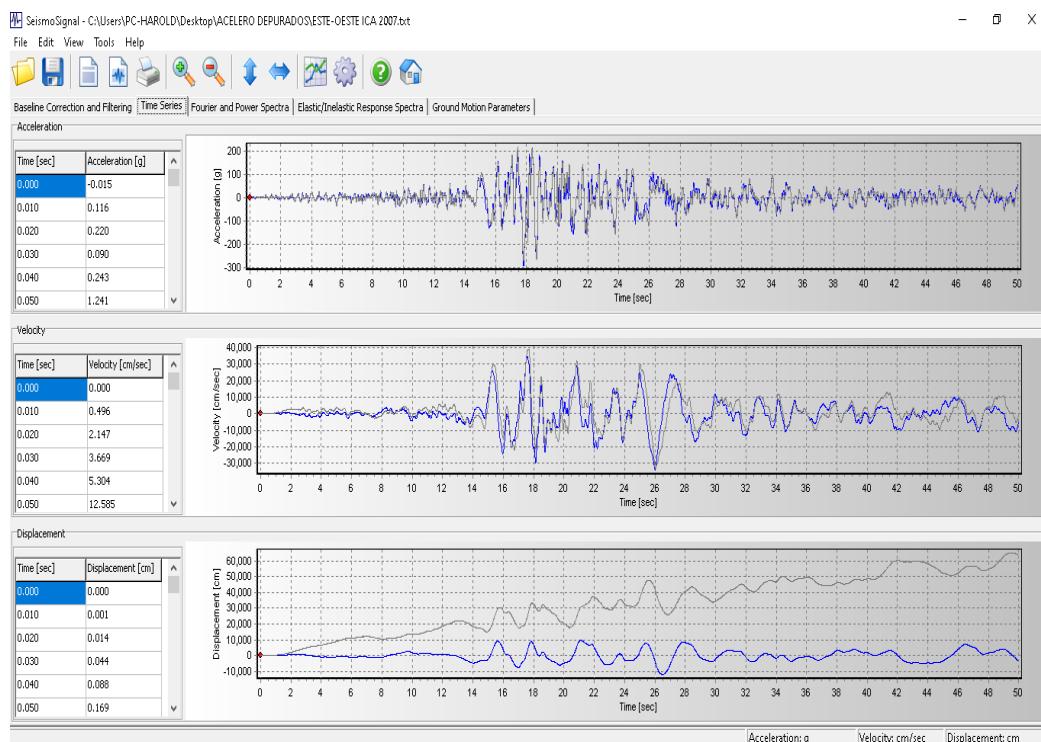 SeismoSignal - C:\Users\PC-HAROLD\Desktop\ACELERO DEPURADOS\ESTE-OESTE ICA 2007.txt
File Edit View Tools Help
Baseline Correction and Filtering Time Series Fourier and Power Spectra Elastic/Inelastic Response Spectra Ground Motion Parameters
Acceleration
Time [sec] Acceleration [g]
0.000 -0.015
0.010 0.116
0.020 0.220
0.030 0.090
0.040 0.243
0.050 1.241
Acceleration [g]
200
100
0
-100
-200
-300
0 2 4 6 8 10 12 14 16 18 20 22 24 26 28 30 32 34 36 38 40 42 44 46 48 50
Time [sec]
Velocity
Time [sec] Velocity [cm/sec]
0.000 0.000
0.010 0.496
0.020 2.147
0.030 3.669
0.040 5.304
0.050 12.585
Velocity [cm/sec]
40,000
30,000
20,000
10,000
0
-10,000
-20,000
-30,000
0 2 4 6 8 10 12 14 16 18 20 22 24 26 28 30 32 34 36 38 40 42 44 46 48 50
Time [sec]
Displacement
Time [sec] Displacement [cm]
0.000 0.000
0.010 0.001
0.020 0.014
0.030 0.044
0.040 0.088
0.050 0.169
Displacement [cm]
60,000
50,000
40,000
30,000
20,000
10,000
0
-10,000
0 2 4 6 8 10 12 14 16 18 20 22 24 26 28 30 32 34 36 38 40 42 44 46 48 50
Time [sec]
Acceleration: g Velocity: cm/sec Displacement: cm